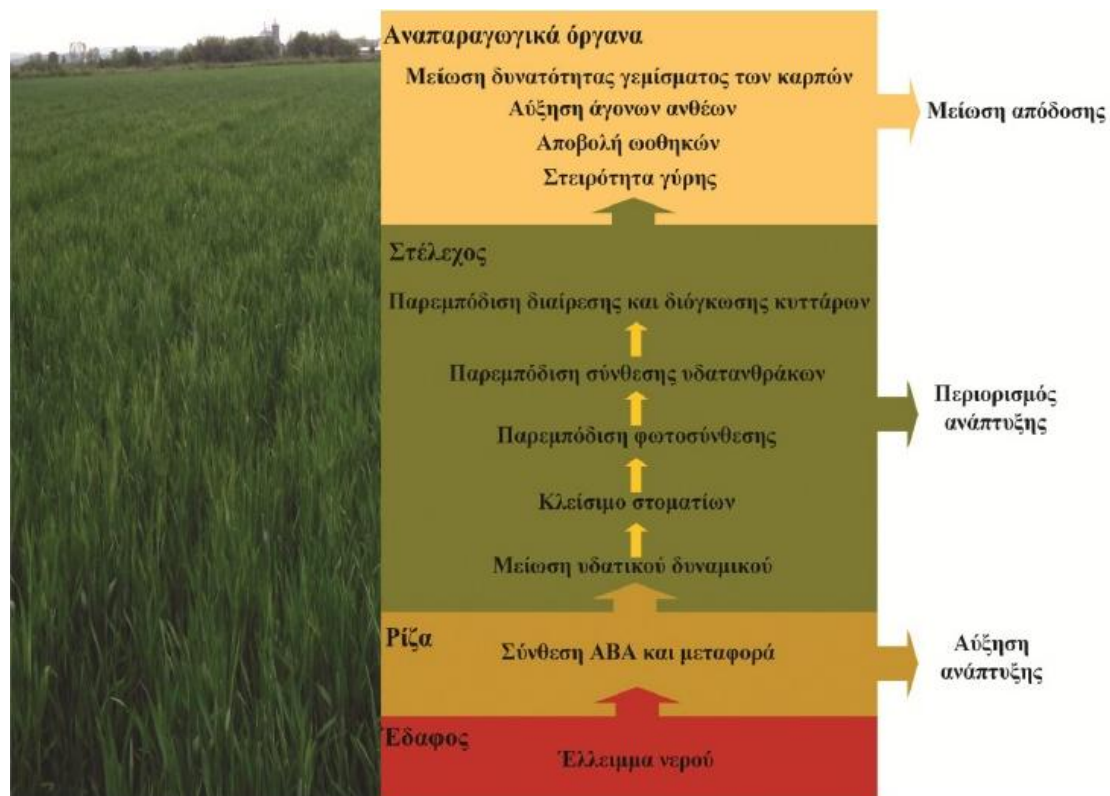 Αναπαραγωγικά όργανα
Μείωση δυνατότητας γεμίσματος των καρπών
Αύξηση άγονων ανθέων
Αποβολή ωοθηκών
Στειρότητα γύρης
Μείωση απόδοσης
Στέλεχος
Παρεμπόδιση διαίρεσης και διόγκωσης κυττάρων
Παρεμπόδιση σύνθεσης υδατανθράκων
Παρεμπόδιση φωτοσύνθεσης
Κλείσιμο στοματίων
Μείωση υδατικού δυναμικού
Περιορισμός
ανάπτυξης
Ρίζα
Σύνθεση ABA και μεταφορά
Αύξηση
ανάπτυξης
Έδαφος
Έλλειμμα νερού